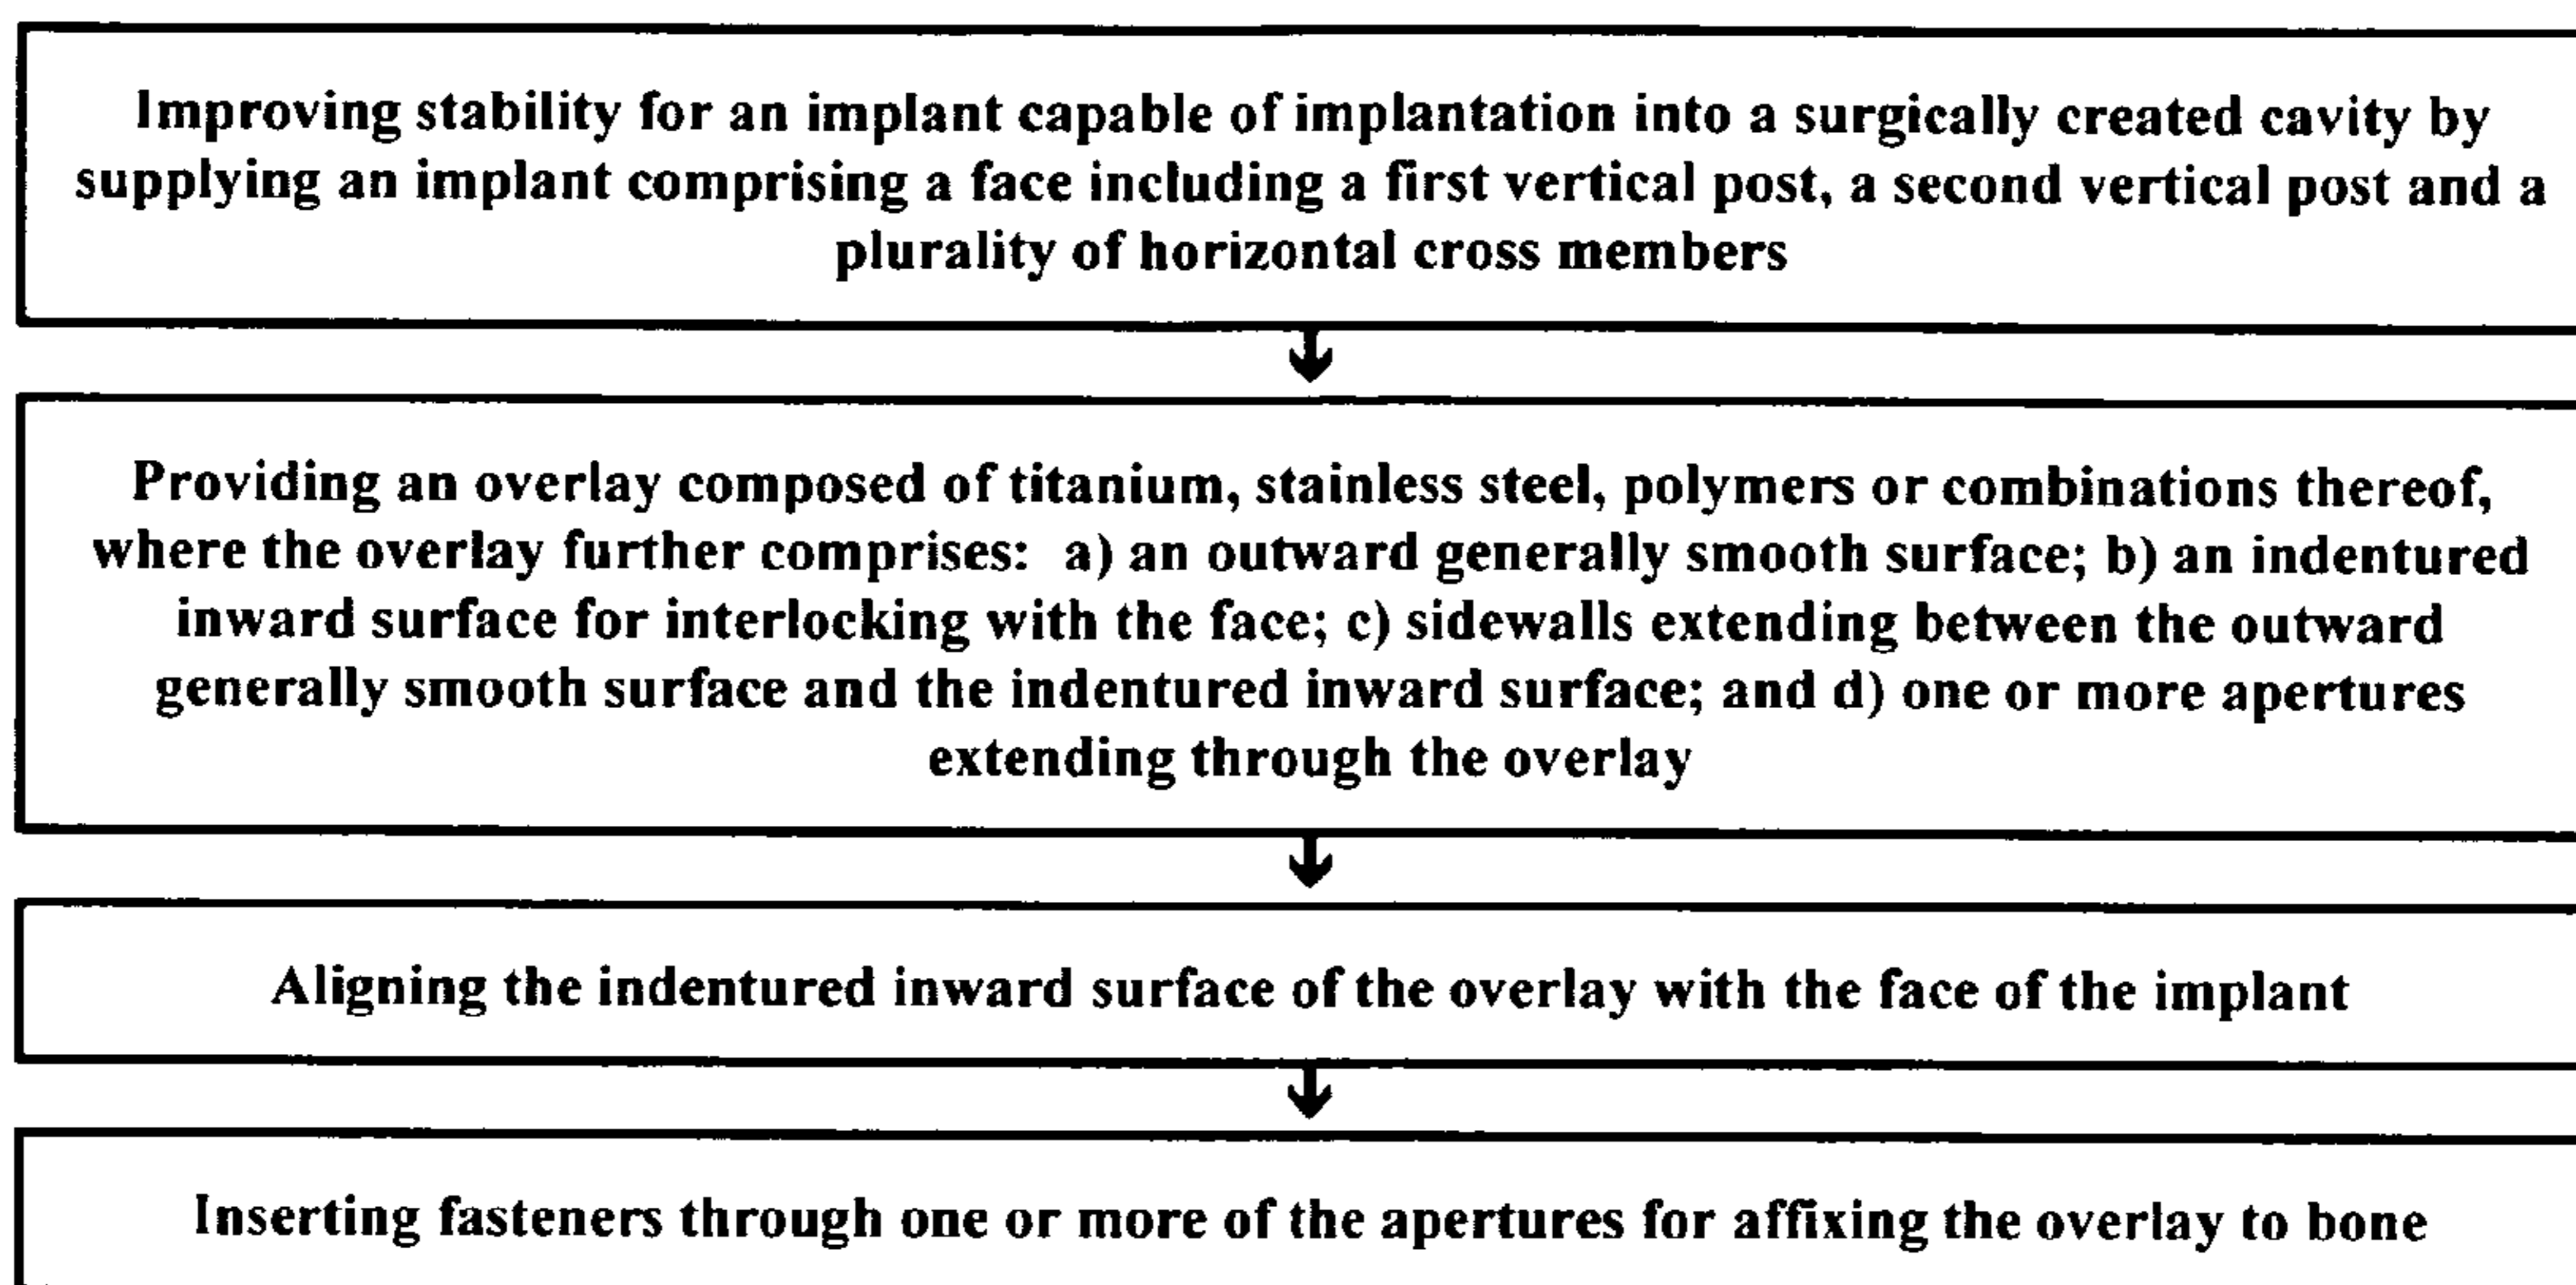 Improving stability for an implant capable of implantation into a surgically created cavity by
supplying an implant comprising a face including a first vertical post, a second vertical post and a
plurality of horizontal cross members
Providing an overlay composed of titanium, stainless steel, polymers or combinations thereof,
where the overlay further comprises: a) an outward generally smooth surface; b) an indentured
inward surface for interlocking with the face; c) sidewalls extending between the outward
generally smooth surface and the indentured inward surface; and d) one or more apertures
extending through the overlay
Aligning the indentured inward surface of the overlay with the face of the implant
Inserting fasteners through one or more of the apertures for affixing the overlay to bone